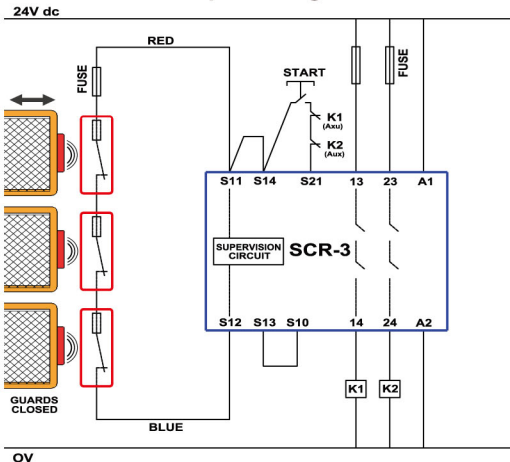 24V dc
RED
FUSE
START
FUSE
K1
(Axu)
K2
(Aux)
S11 S14 S21 13 23 A1
SUPERVISION
CIRCUIT
SCR-3
S12 S13 S10 14 24 A2
K1 K2
GUARDS
CLOSED
BLUE
OV